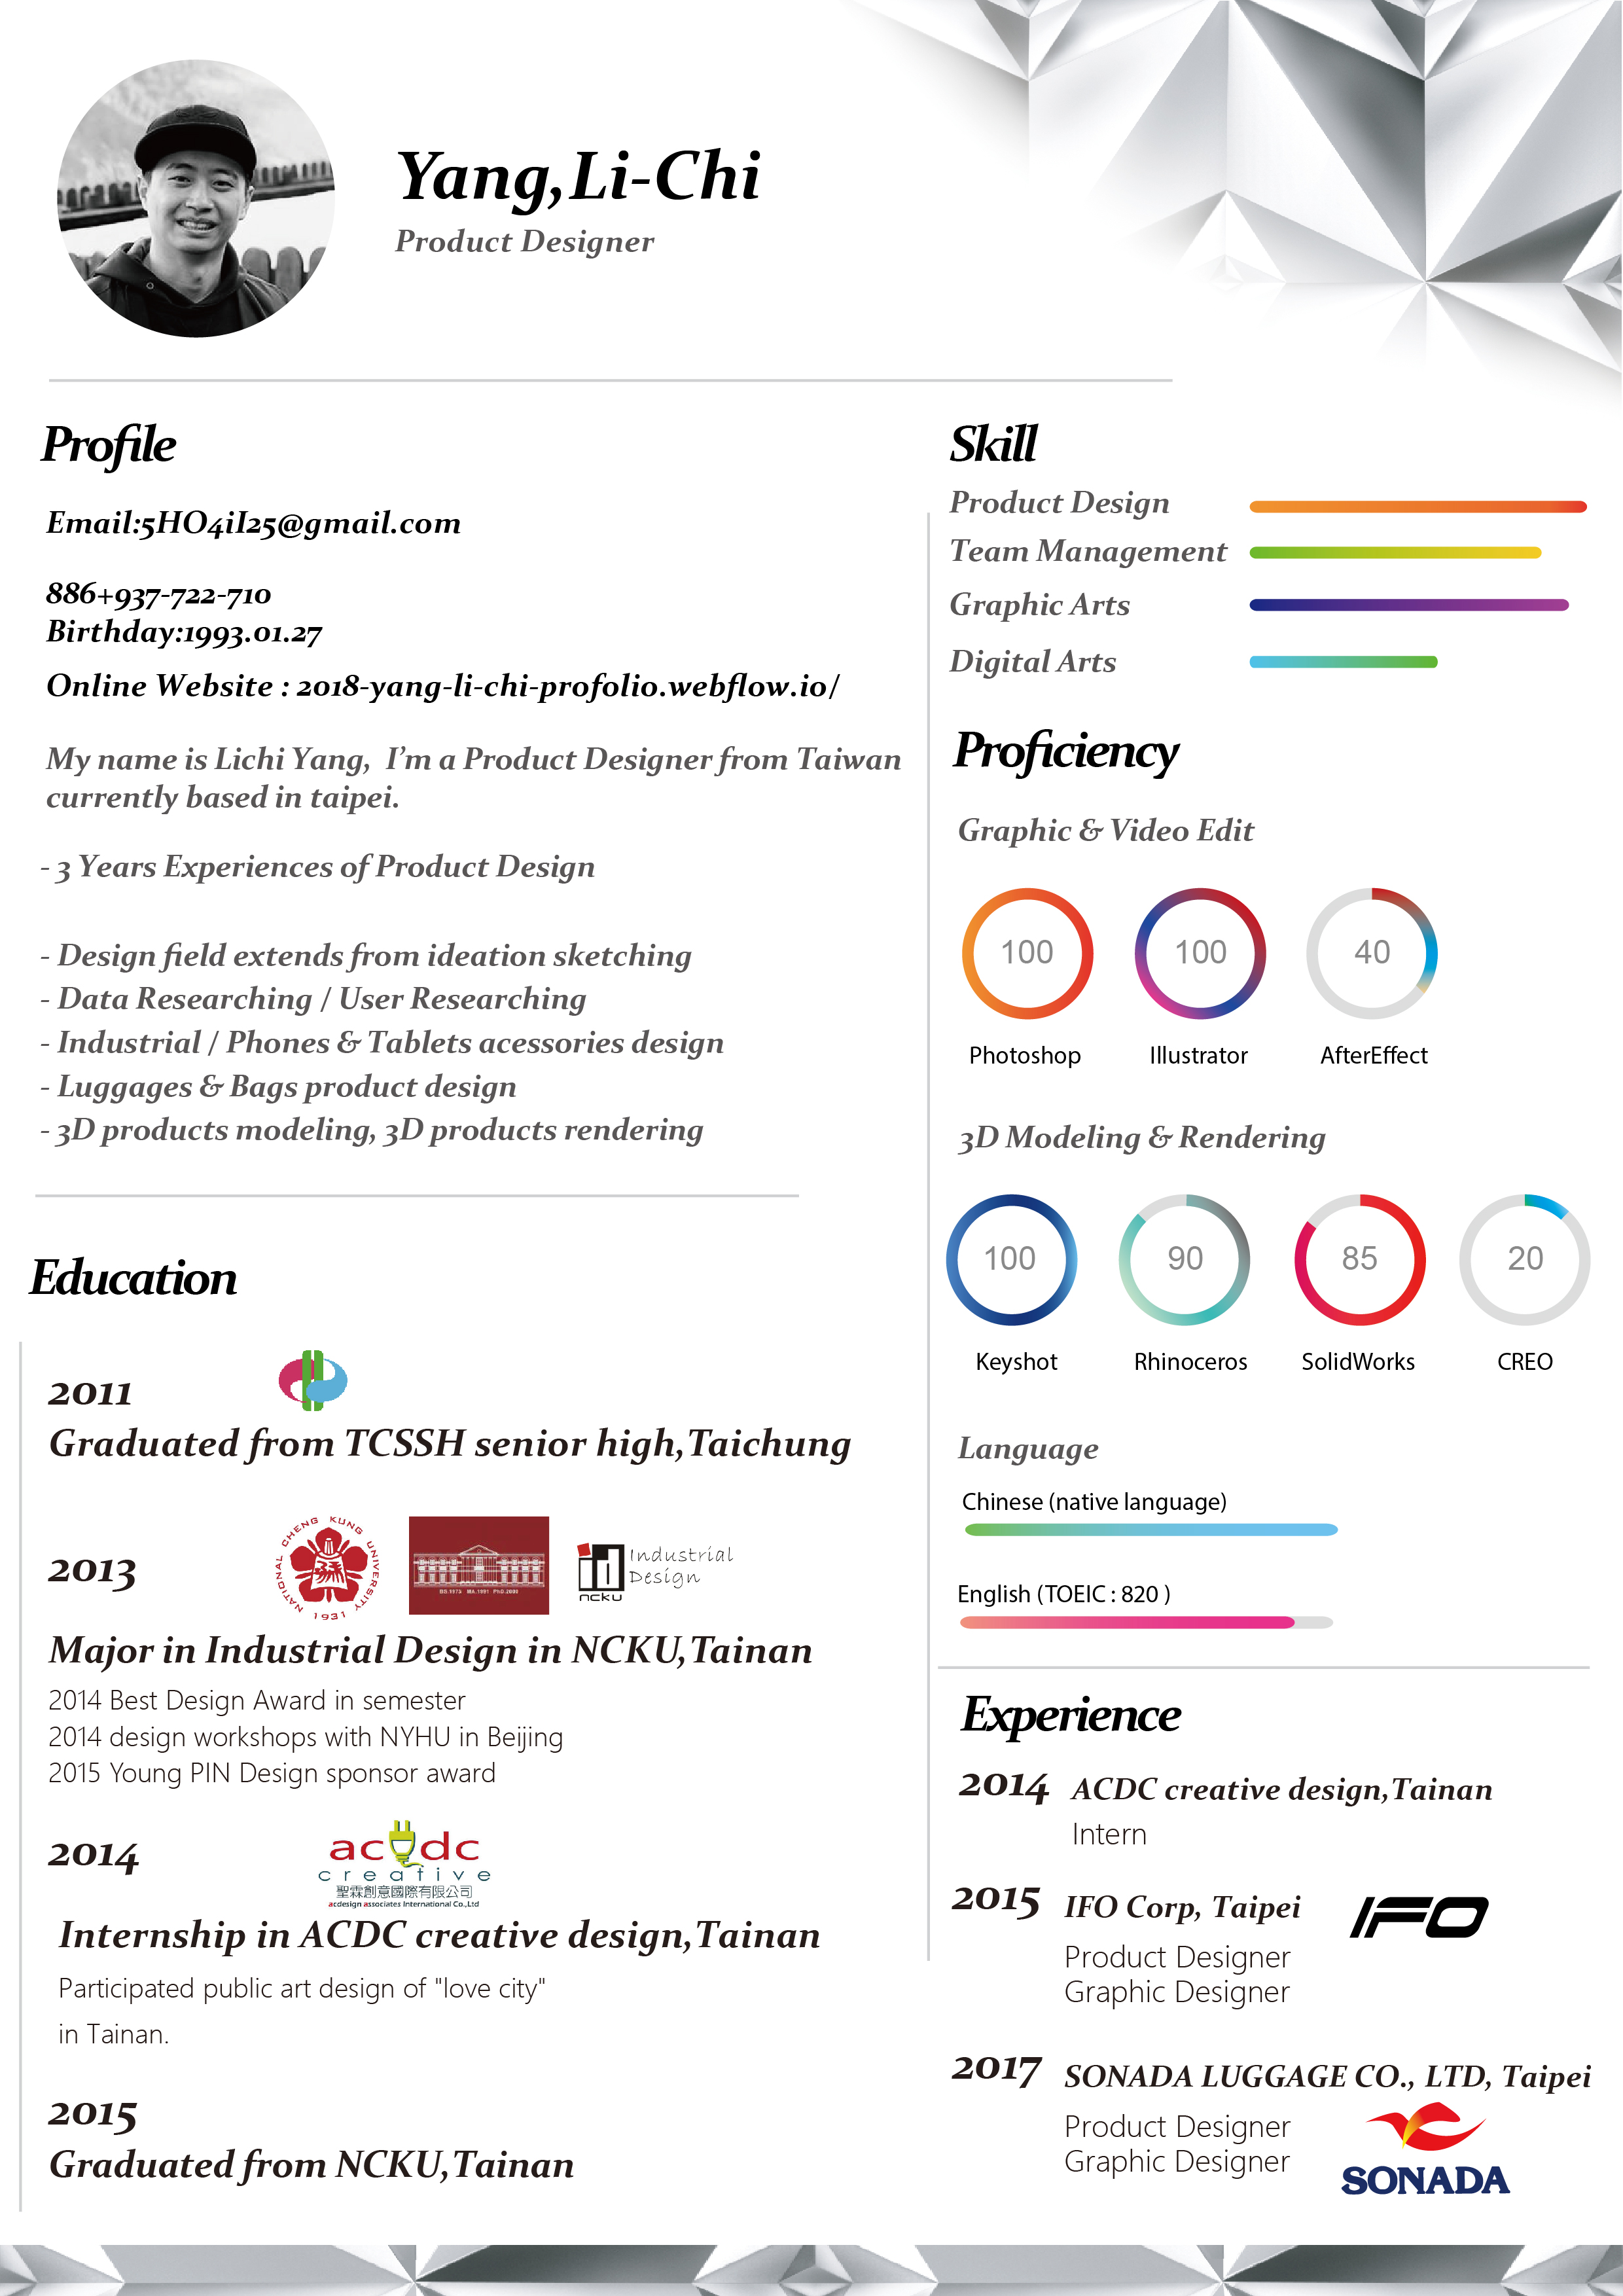 Yang,Li-Chi
Product Designer
Profile
Email:5HO4iI25@gmail.com
886+937-722-710
Birthday:1993.01.27
Online Website : 2018-yang-li-chi-profolio.webflow.io/
My name is Lichi Yang, I'm a Product Designer from Taiwan
currently based in taipei.
- 3 Years Experiences of Product Design
- Design field extends from ideation sketching
- Data Researching / User Researching
- Industrial / Phones & Tablets acessories design
- Luggages & Bags product design
- 3D products modeling, 3D products rendering
Education
2011
Graduated from TCSSH senior high,Taichung
2013
NATIONAL CHENG KUNG UNIVERSITY 1931
BS.1975 MA.1991 PhD.2000
Industrial
Design
ncku
Major in Industrial Design in NCKU,Tainan
2014 Best Design Award in semester
2014 design workshops with NYHU in Beijing
2015 Young PIN Design sponsor award
2014
acdc
creative
聖霖創意國際有限公司
acdesign associates International Co.,Ltd
Internship in ACDC creative design,Tainan
Participated public art design of "love city"
in Tainan.
2015
Graduated from NCKU,Tainan
Skill
Product Design
Team Management
Graphic Arts
Digital Arts
Proficiency
Graphic & Video Edit
100 100 40
Photoshop Illustrator AfterEffect
3D Modeling & Rendering
100 90 85 20
Keyshot Rhinoceros SolidWorks CREO
Language
Chinese (native language)
English (TOEIC : 820 )
Experience
2014 ACDC creative design,Tainan
Intern
2015 IFO Corp, Taipei IFO
Product Designer
Graphic Designer
2017 SONADA LUGGAGE CO., LTD, Taipei
Product Designer
Graphic Designer
SONADA